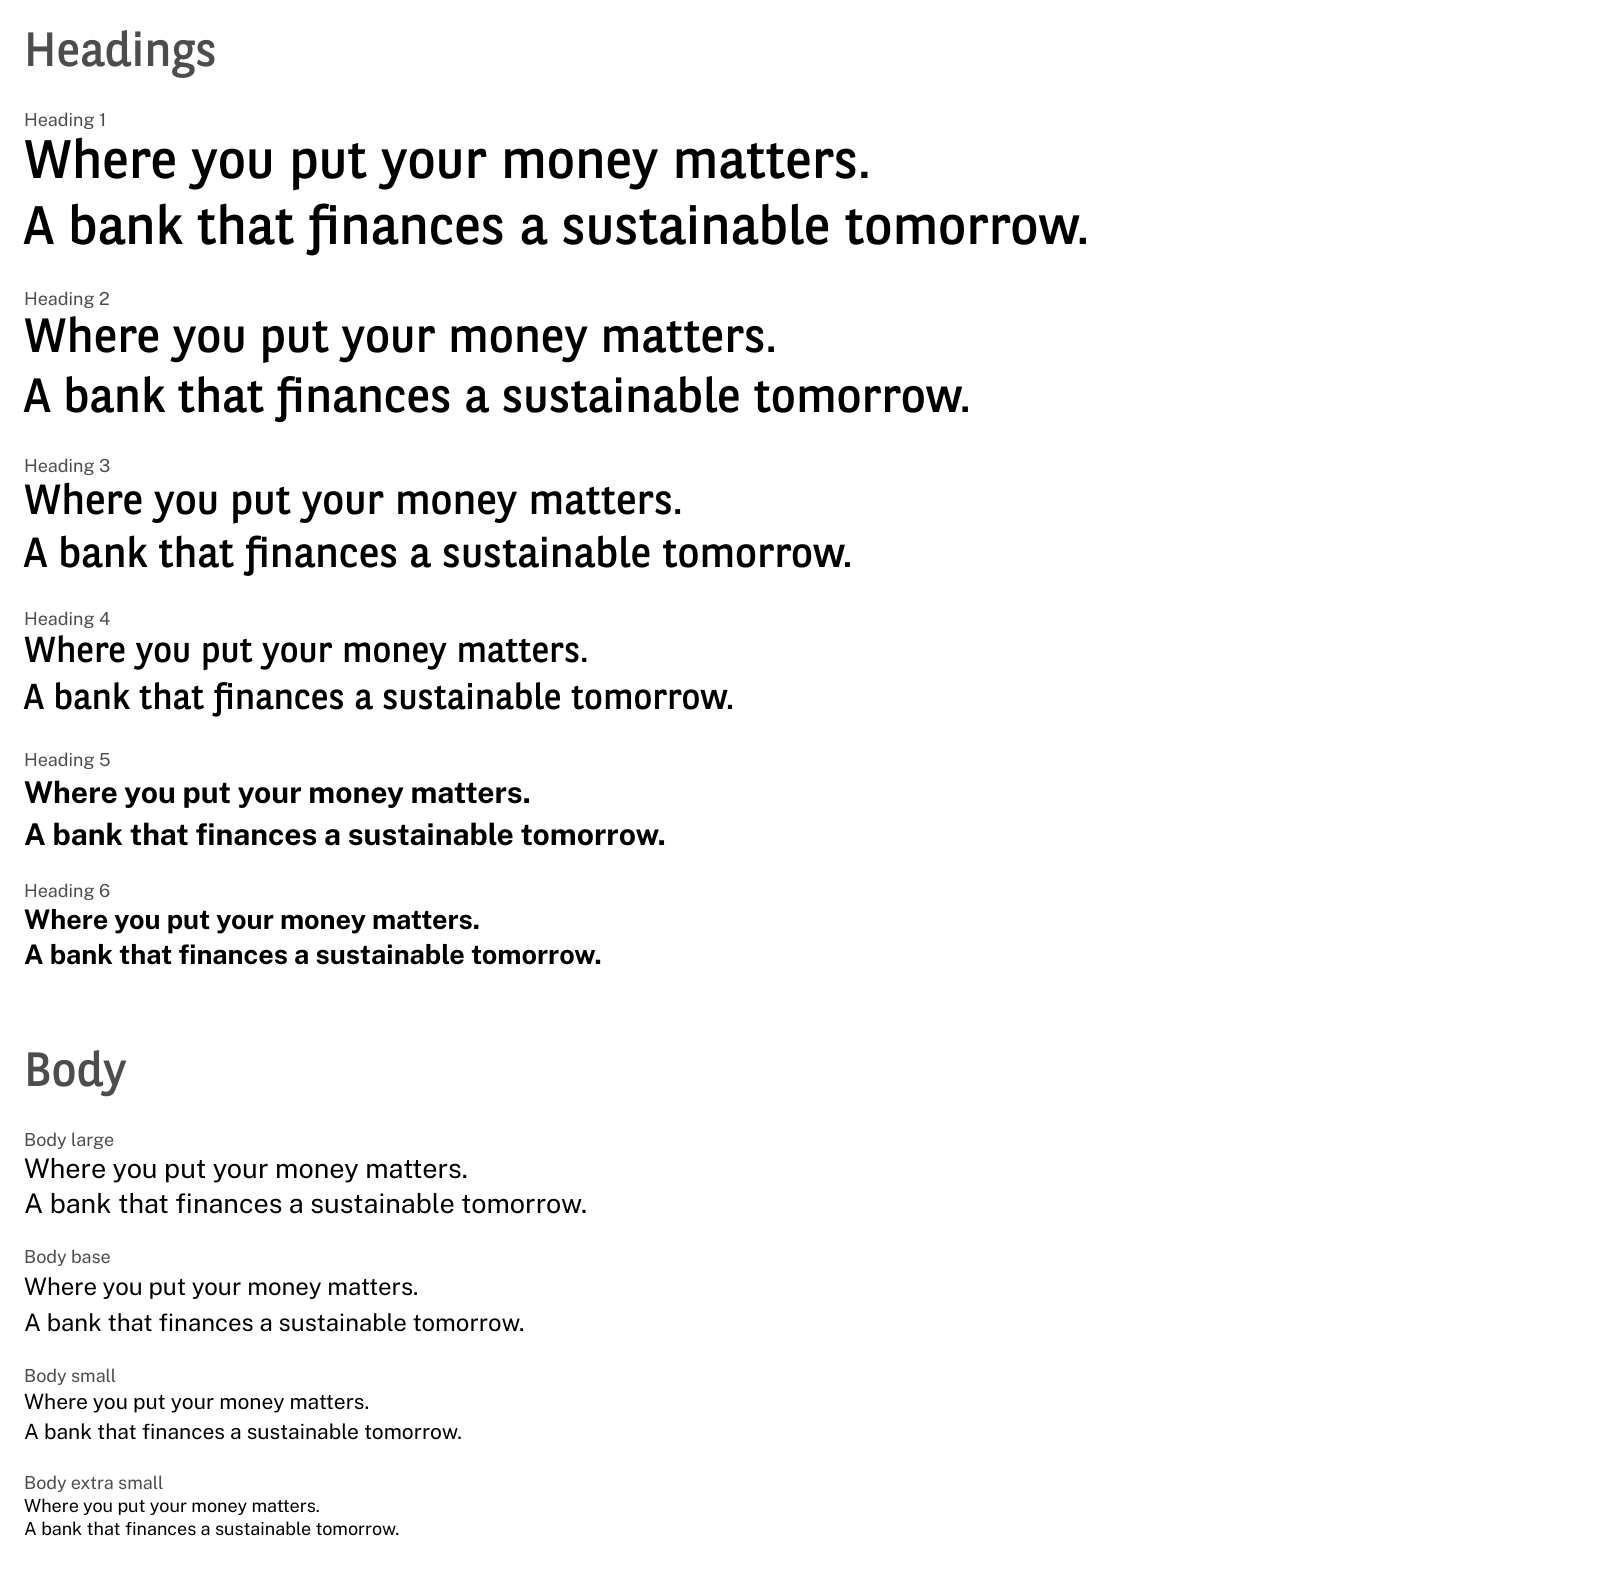 Headings
Heading 1
Where you put your money matters.
A bank that finances a sustainable tomorrow.
Heading 2
Where you put your money matters.
A bank that finances a sustainable tomorrow.
Heading 3
Where you put your money matters.
A bank that finances a sustainable tomorrow.
Heading 4
Where you put your money matters.
A bank that finances a sustainable tomorrow.
Heading 5
Where you put your money matters.
A bank that finances a sustainable tomorrow.
Heading 6
Where you put your money matters.
A bank that finances a sustainable tomorrow.
Body
Body large
Where you put your money matters.
A bank that finances a sustainable tomorrow.
Body base
Where you put your money matters.
A bank that finances a sustainable tomorrow.
Body small
Where you put your money matters.
A bank that finances a sustainable tomorrow.
Body extra small
Where you put your money matters.
A bank that finances a sustainable tomorrow.